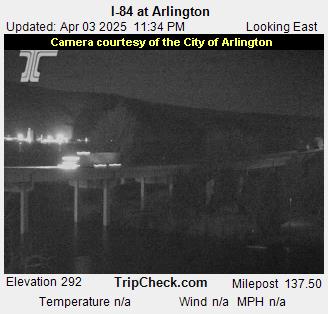 I-84 at Arlington
Updated: Apr 03 2025 11:34 PM Looking East
Camera courtesy of the City of Arlington
Elevation 292 TripCheck.com Milepost 137.50
Temperature n/a Wind n/a MPH n/a